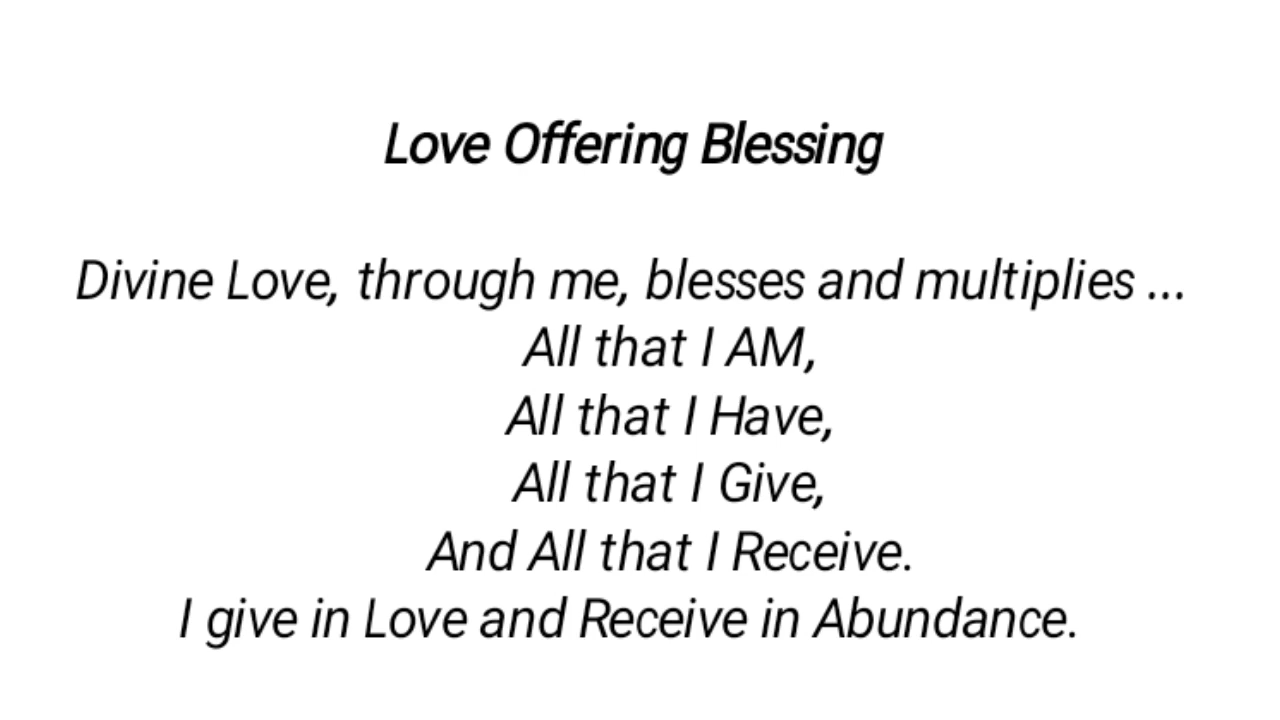 Love Offering Blessing
Divine Love, through me, blesses and multiplies ...
All that I AM,
All that I Have,
All that I Give,
And All that I Receive.
I give in Love and Receive in Abundance.